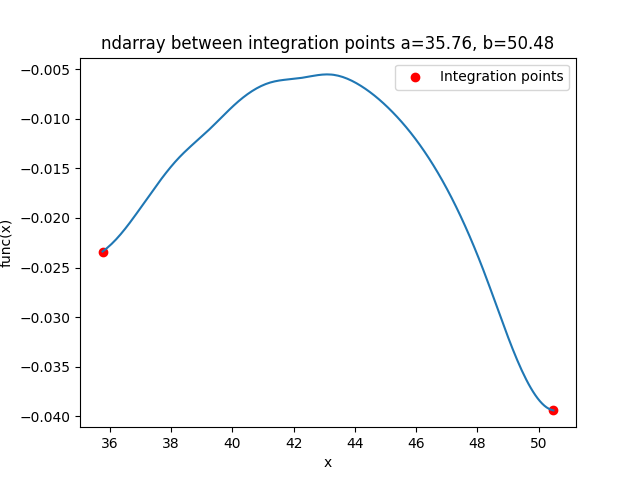 ndarray between integration points a=35.76, b=50.48
Integration points
−0.005
−0.010
−0.015
−0.020
−0.025
−0.030
−0.035
−0.040
func(x)
36 38 40 42 44 46 48 50
x